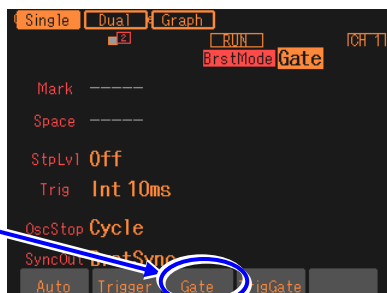 Single Dual Graph
2 RUN CH 1
BrstMode Gate
Mark -----
Space -----
StpLvl Off
Trig Int 10ms
OscStop Cycle
SyncOut BrstSync
Auto Trigger Gate TrigGate